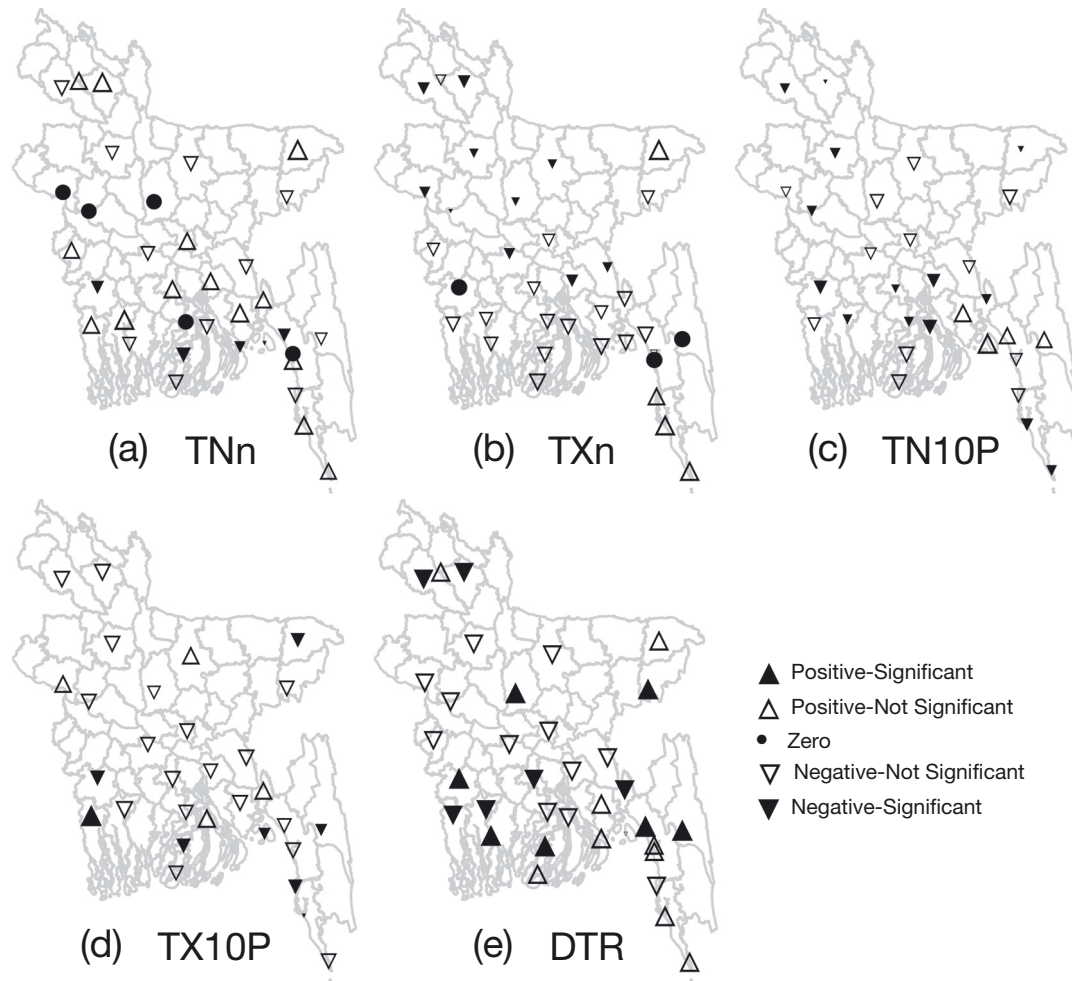 (a) TNn
(b) TXn
(c) TN10P
(d) TX10P
(e) DTR
Positive-Significant
Positive-Not Significant
Zero
Negative-Not Significant
Negative-Significant